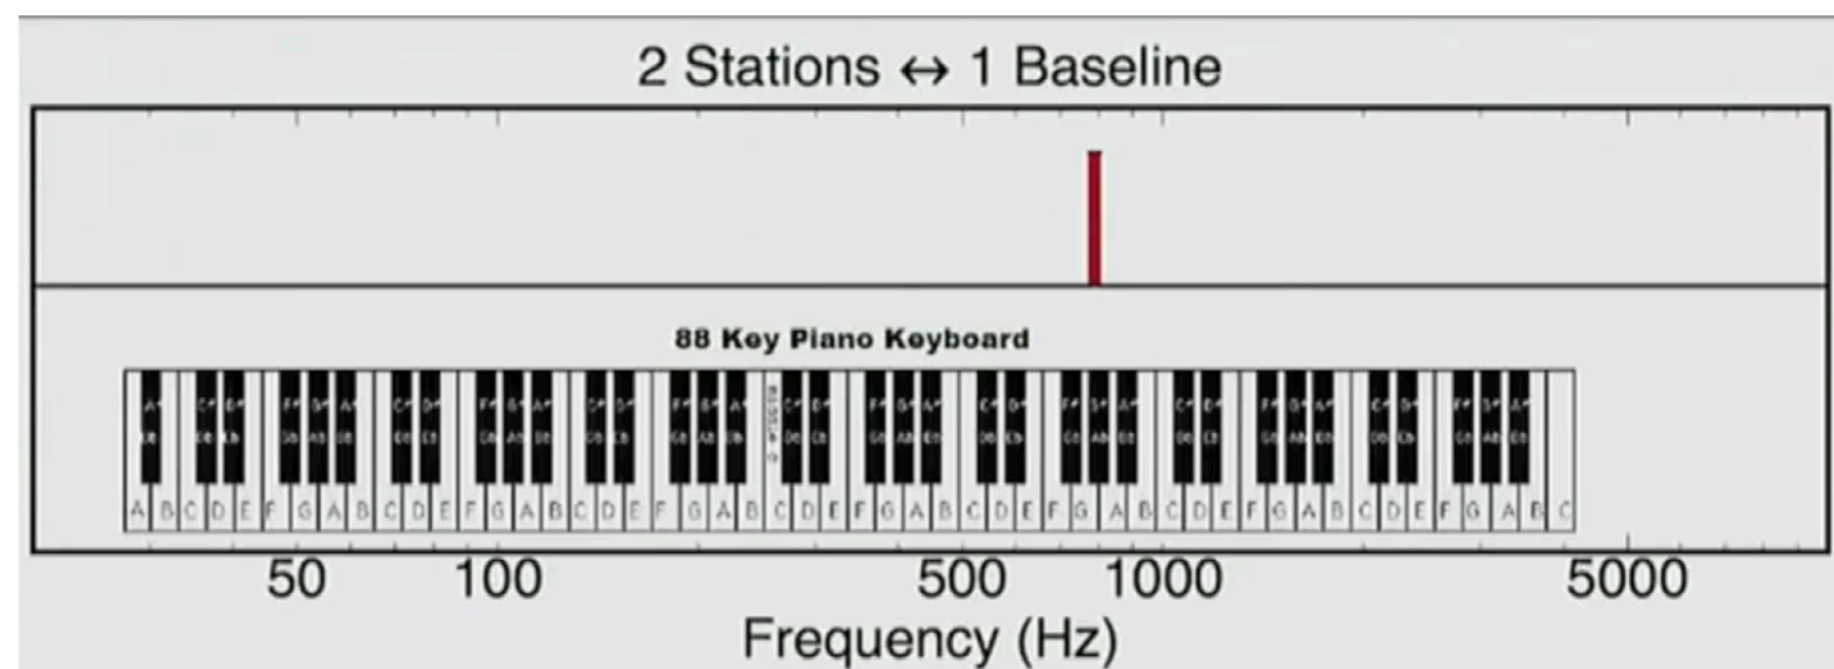 2 Stations ↔ 1 Baseline
88 Key Piano Keyboard
A B C D E F G A B C D E F G A B C D E F G A B C D E F G A B C D E F G A B C D E F G A B C D E F G A B C
50 100 500 1000 5000
Frequency (Hz)